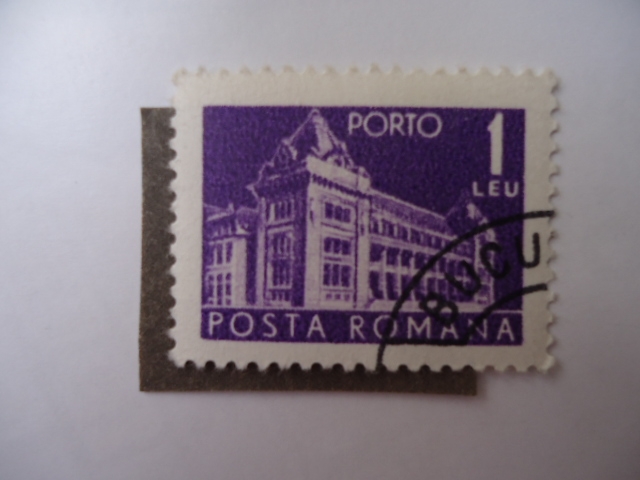 PORTO
1
LEU
BUCU
POSTA ROMANA